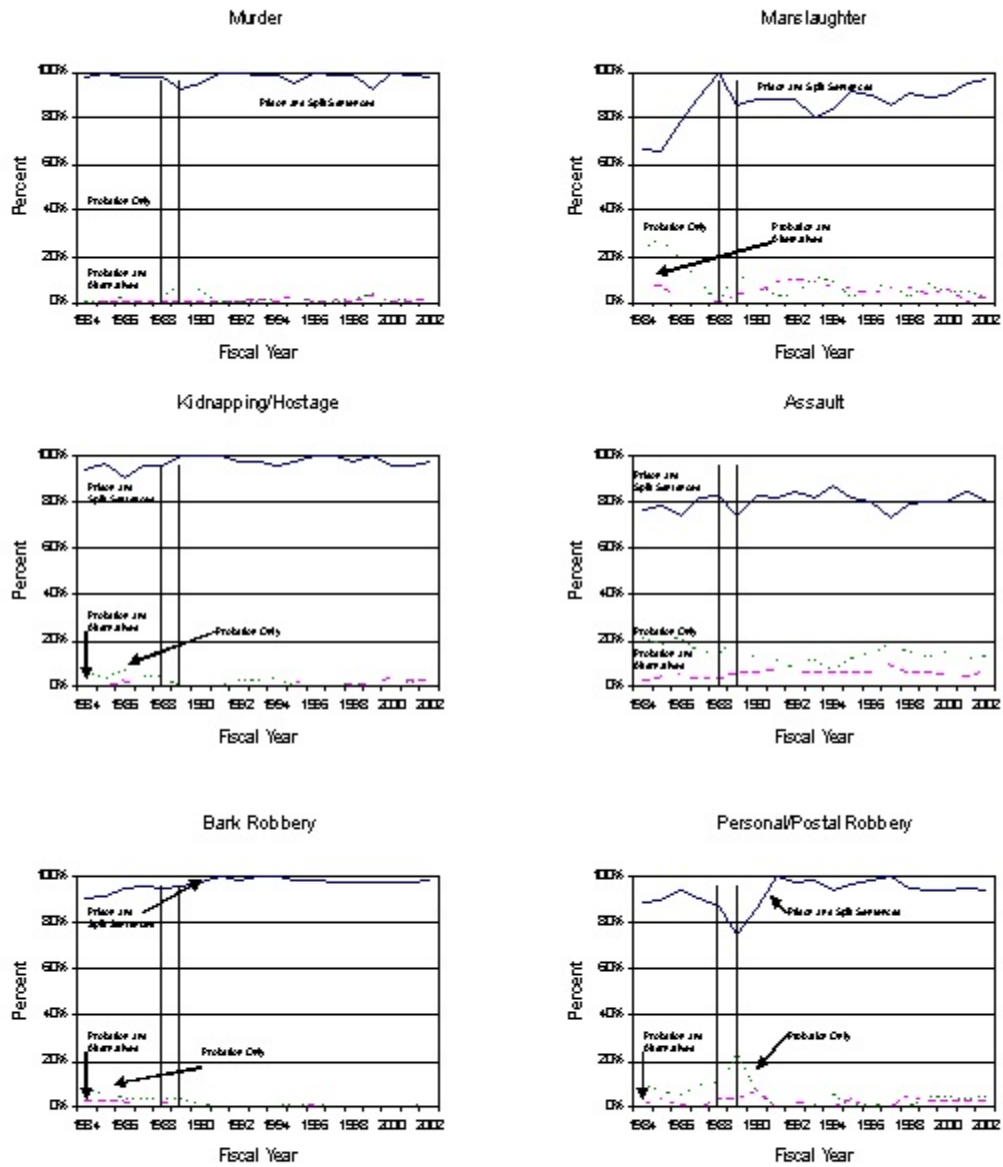 Murder
100%
80%
60%
40%
20%
0%
Percent
Prison and Split Sentences
Probation Only
Probation and
Alternatives
1984 1986 1988 1990 1992 1994 1996 1998 2000 2002
Fiscal Year
Manslaughter
100%
80%
60%
40%
20%
0%
Percent
Prison and Split Sentences
Probation Only
Probation and
Alternatives
1984 1986 1988 1990 1992 1994 1996 1998 2000 2002
Fiscal Year
Kidnapping/Hostage
100%
80%
60%
40%
20%
0%
Percent
Prison and
Split Sentences
Probation and
Alternatives
Probation Only
1984 1986 1988 1990 1992 1994 1996 1998 2000 2002
Fiscal Year
Assault
100%
80%
60%
40%
20%
0%
Percent
Prison and
Split Sentences
Probation Only
Probation and
Alternatives
1984 1986 1988 1990 1992 1994 1996 1998 2000 2002
Fiscal Year
Bank Robbery
100%
80%
60%
40%
20%
0%
Percent
Prison and
Split Sentences
Probation and
Alternatives
Probation Only
1984 1986 1988 1990 1992 1994 1996 1998 2000 2002
Fiscal Year
Personal/Postal Robbery
100%
80%
60%
40%
20%
0%
Percent
Prison and Split Sentences
Probation and
Alternatives
Probation Only
1984 1986 1988 1990 1992 1994 1996 1998 2000 2002
Fiscal Year